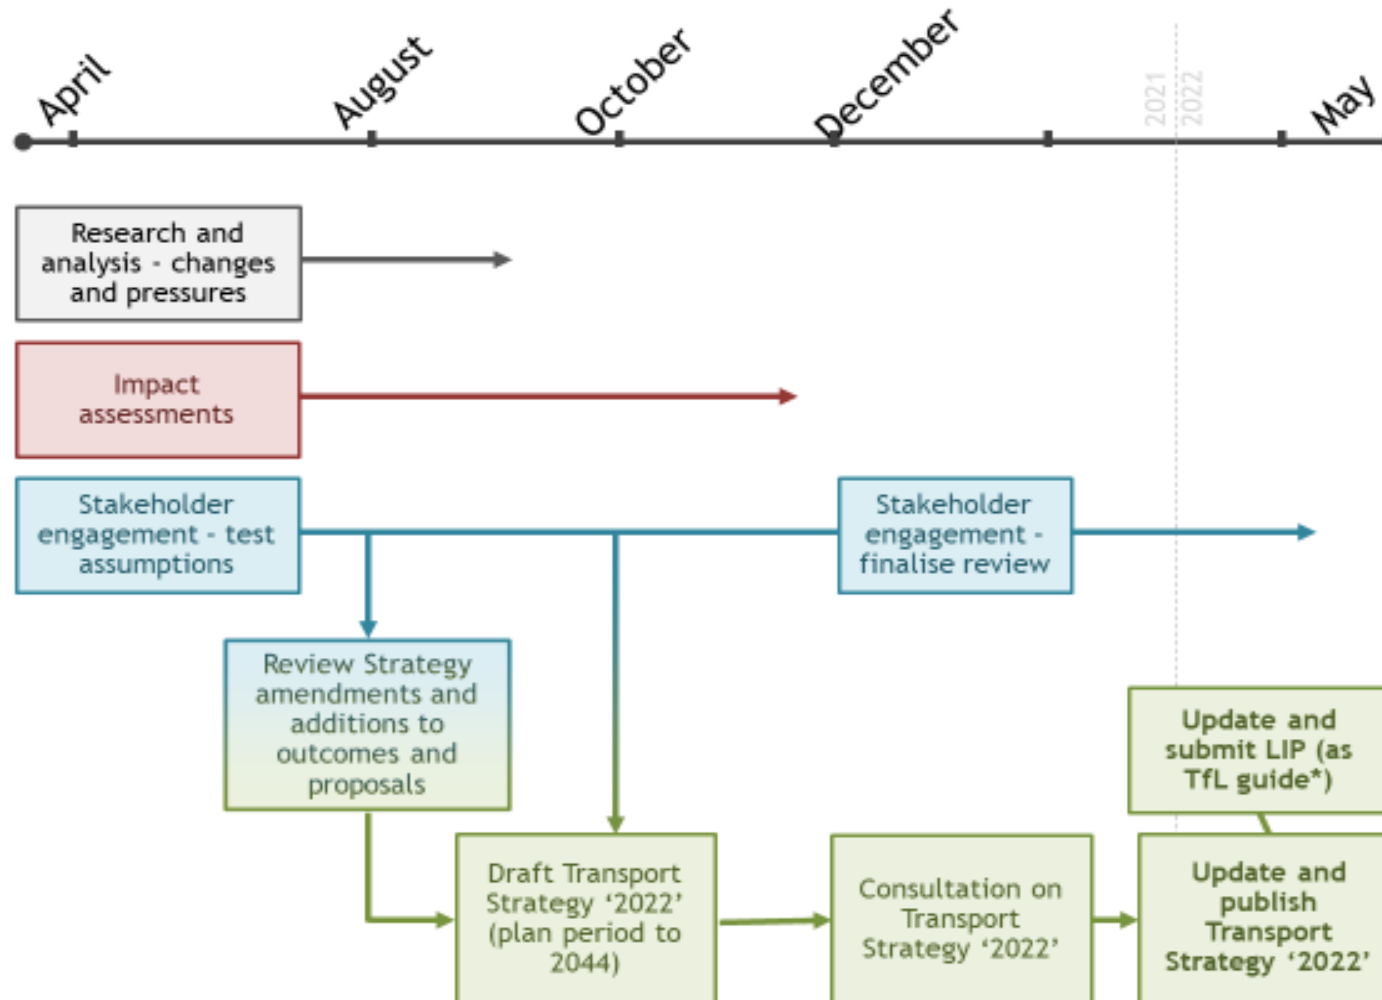 April
August
October
December
2021
2022
May
Research and
analysis - changes
and pressures
Impact
assessments
Stakeholder
engagement - test
assumptions
Stakeholder
engagement -
finalise review
Review Strategy
amendments and
additions to
outcomes and
proposals
Update and
submit LIP (as
TfL guide*)
Draft Transport
Strategy ‘2022’
(plan period to
2044)
Consultation on
Transport
Strategy ‘2022’
Update and
publish
Transport
Strategy ‘2022’